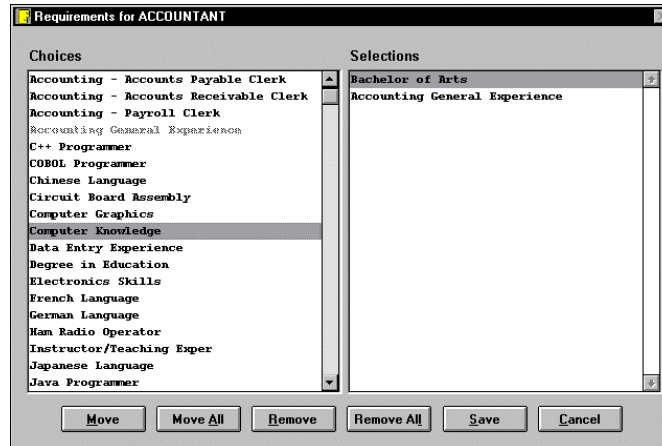 Requirements for ACCOUNTANT
Choices
Accounting - Accounts Payable Clerk
Accounting - Accounts Receivable Clerk
Accounting - Payroll Clerk
Accounting General Experience
C++ Programmer
COBOL Programmer
Chinese Language
Circuit Board Assembly
Computer Graphics
Computer Knowledge
Data Entry Experience
Degree in Education
Electronics Skills
French Language
German Language
Ham Radio Operator
Instructor/Teaching Exper
Japanese Language
Java Programmer
Selections
Bachelor of Arts
Accounting General Experience
Move Move All Remove Remove All Save Cancel